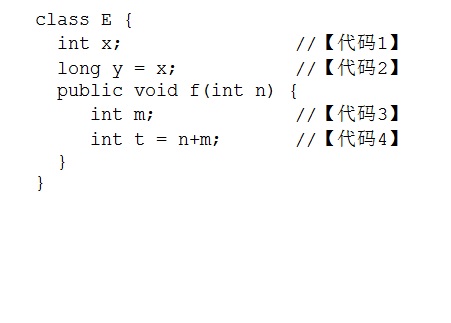 class E {
  int x;                //【代码1】
  long y = x;           //【代码2】
  public void f(int n) {
     int m;             //【代码3】
     int t = n+m;       //【代码4】
  }
}